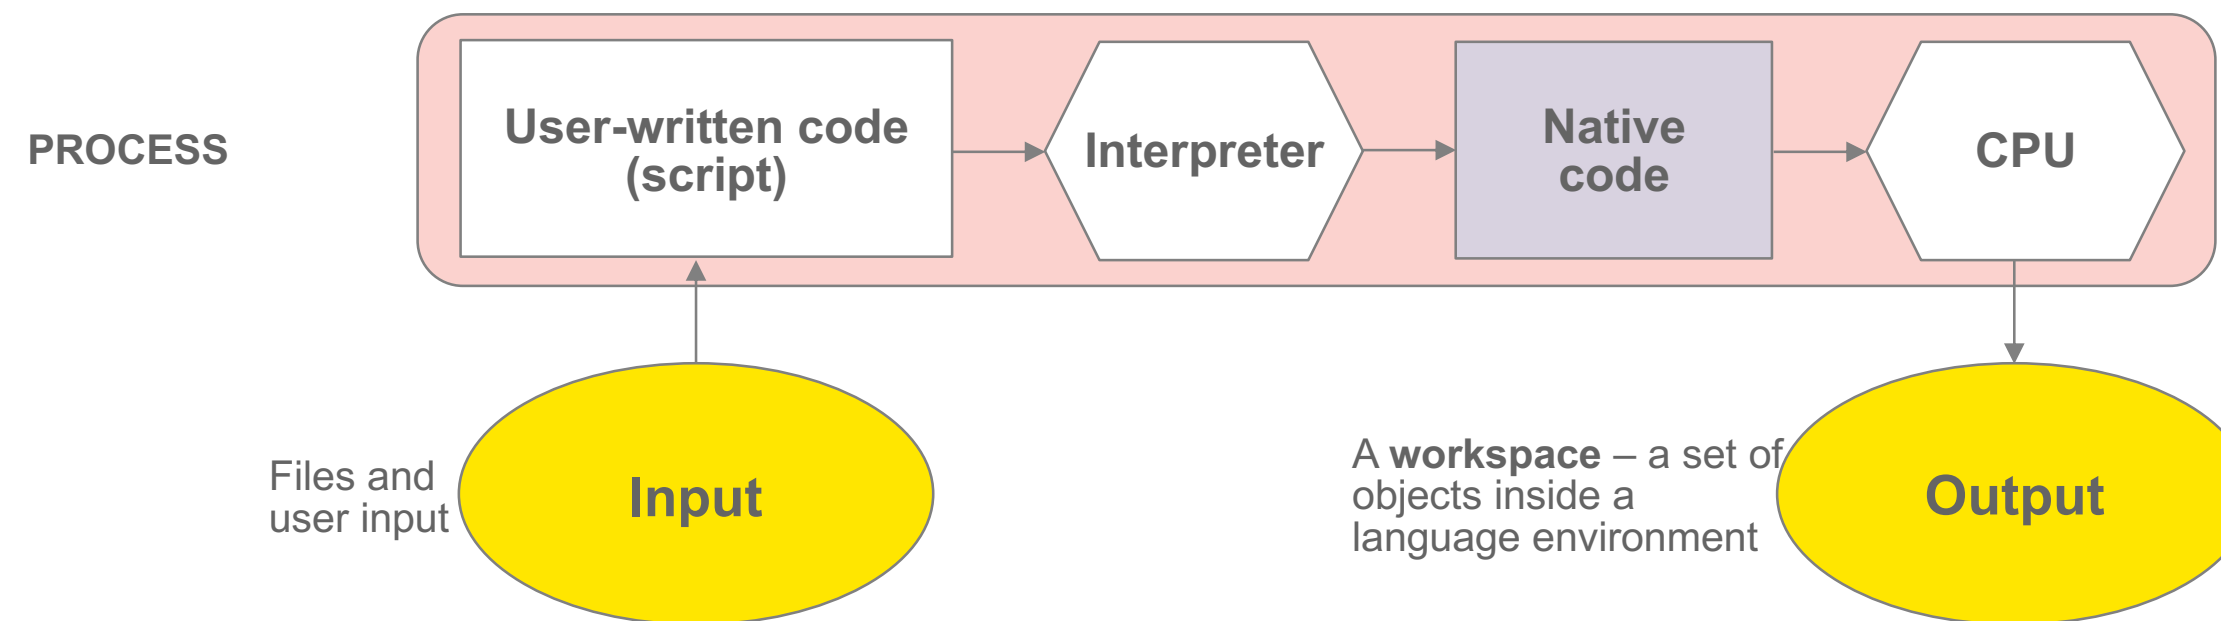 PROCESS
User-written code
(script)
Interpreter
Native
code
CPU
Files and
user input
Input
A workspace – a set of
objects inside a
language environment
Output